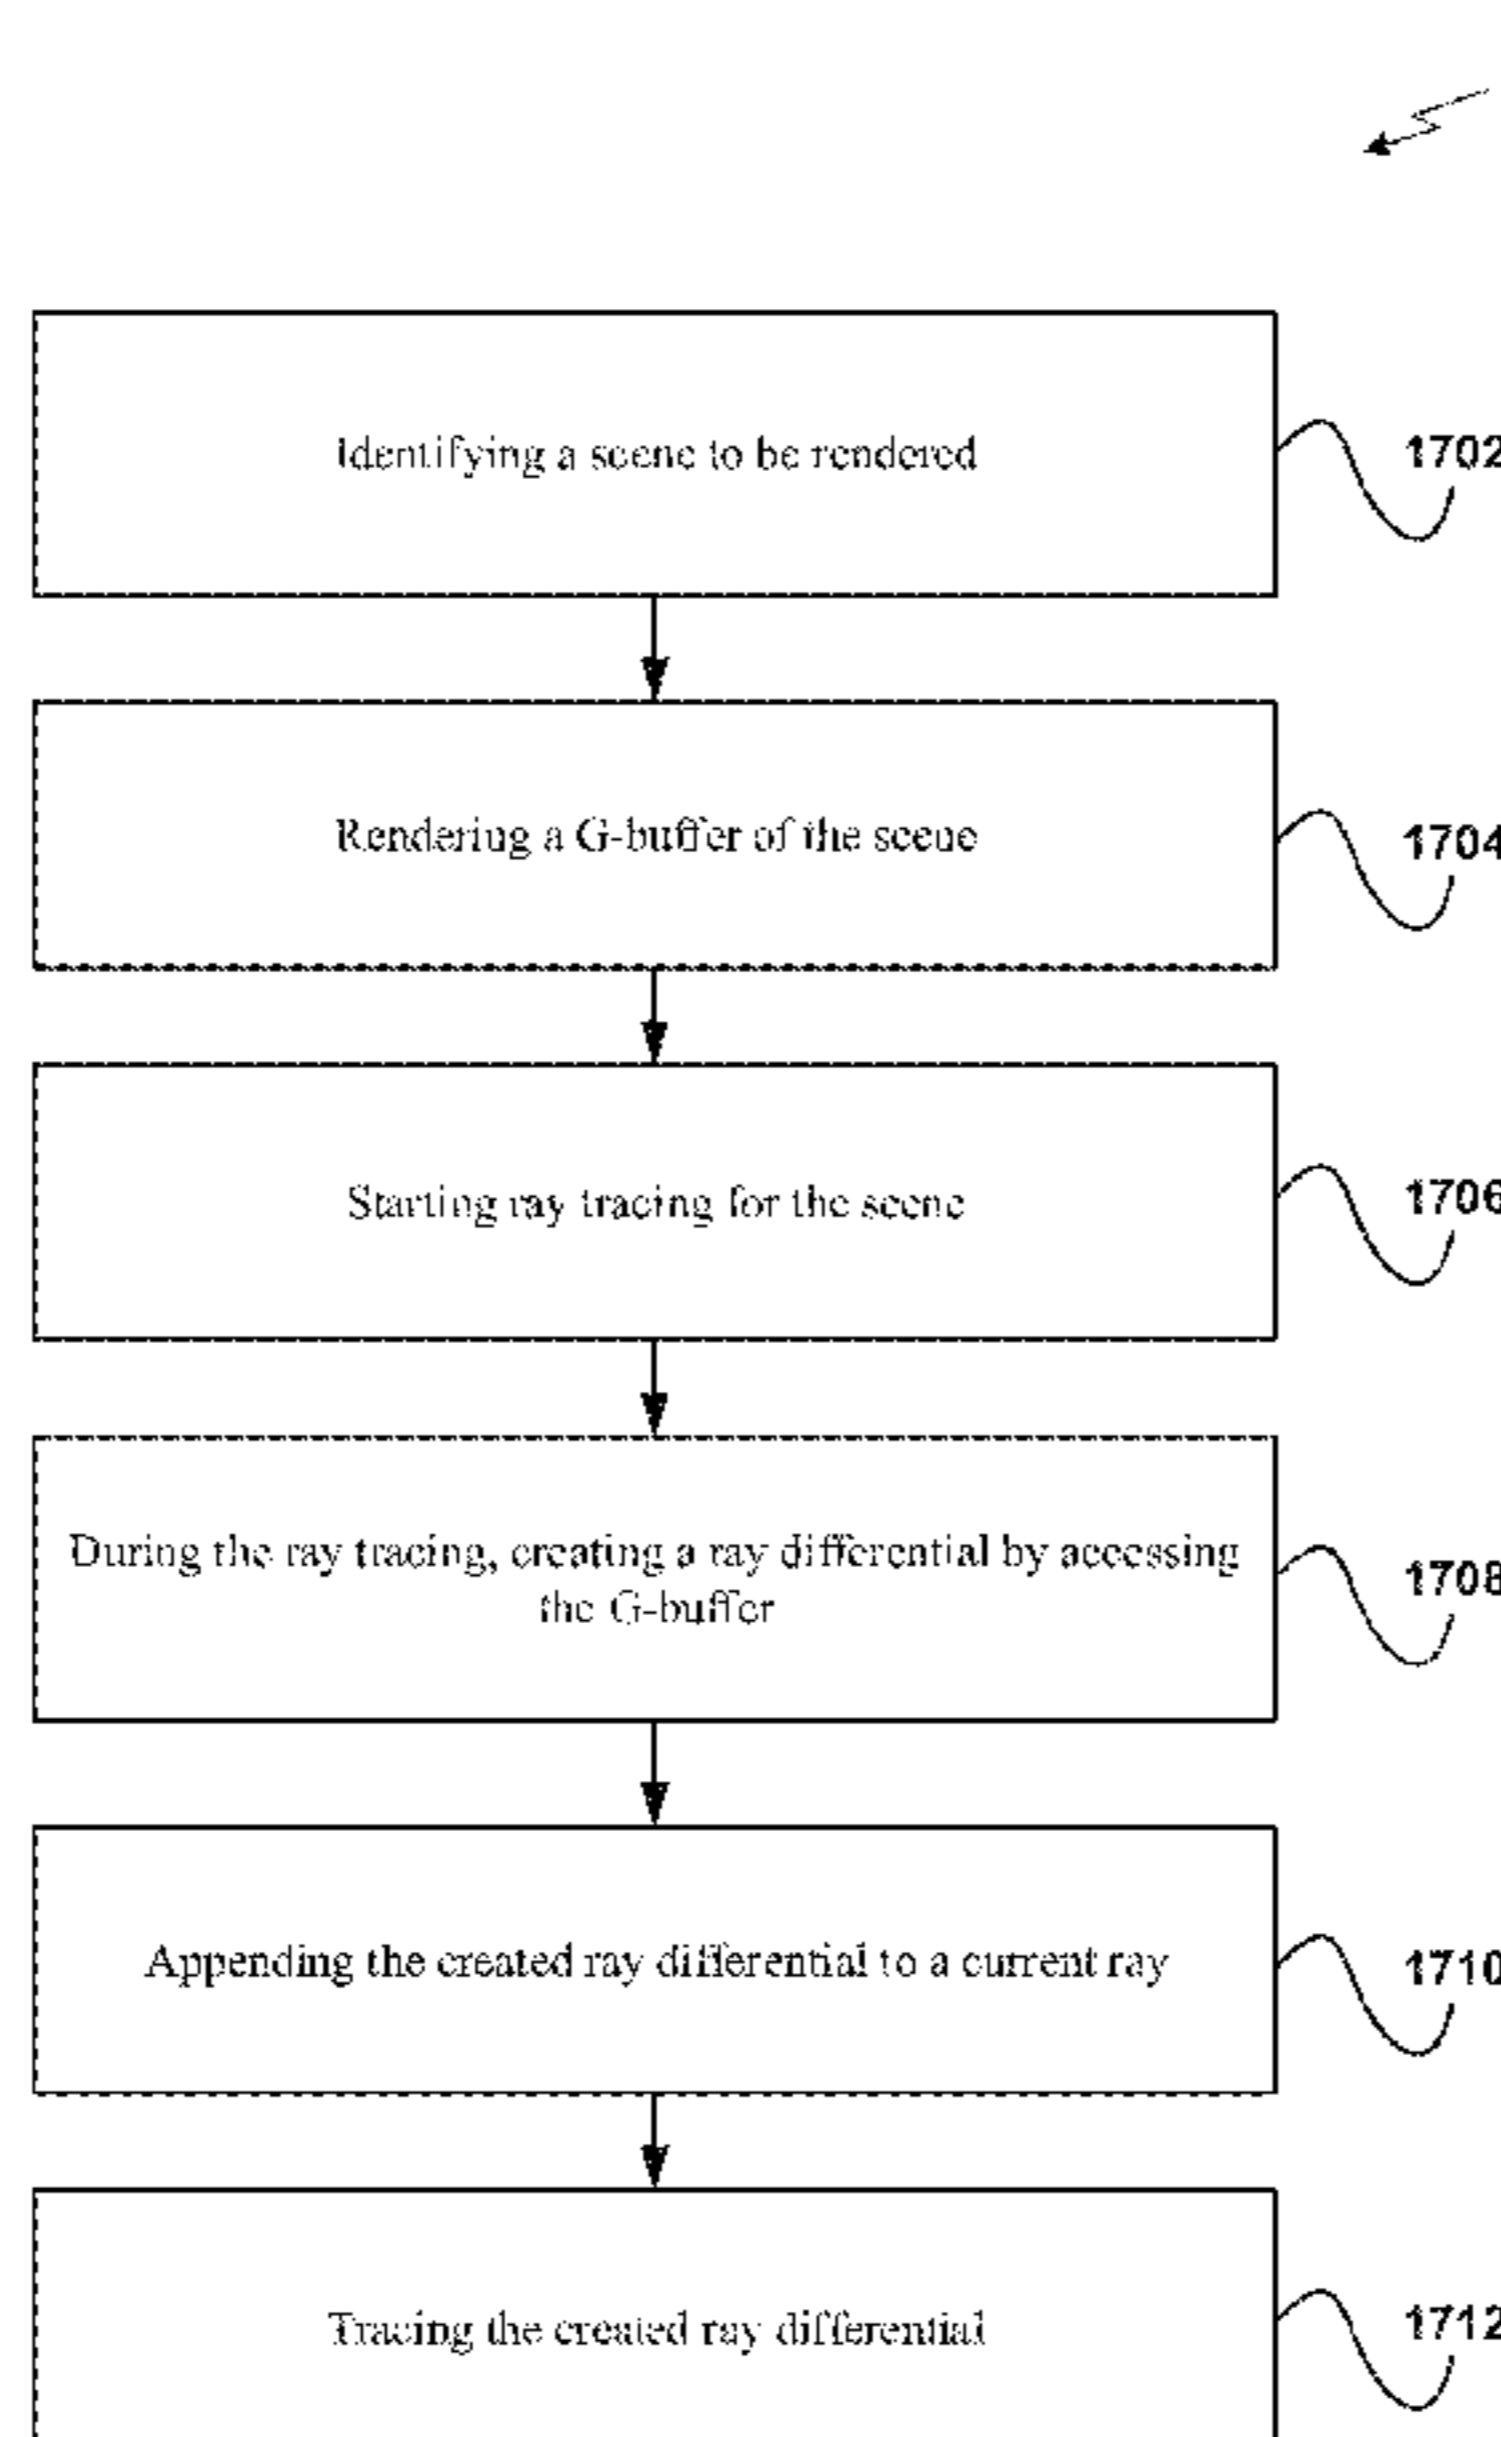 Identifying a scene to be rendered
1702
Rendering a G-buffer of the scene
1704
Starting ray tracing for the scene
1706
During the ray tracing, creating a ray differential by accessing
the G-buffer
1708
Appending the created ray differential to a current ray
1710
Tracing the created ray differential
1712